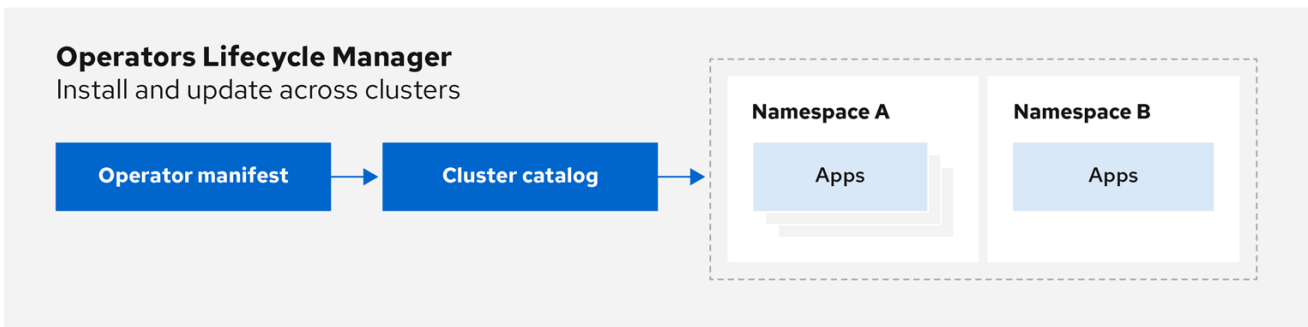 Operators Lifecycle Manager
Install and update across clusters
Operator manifest
Cluster catalog
Namespace A
Apps
Namespace B
Apps